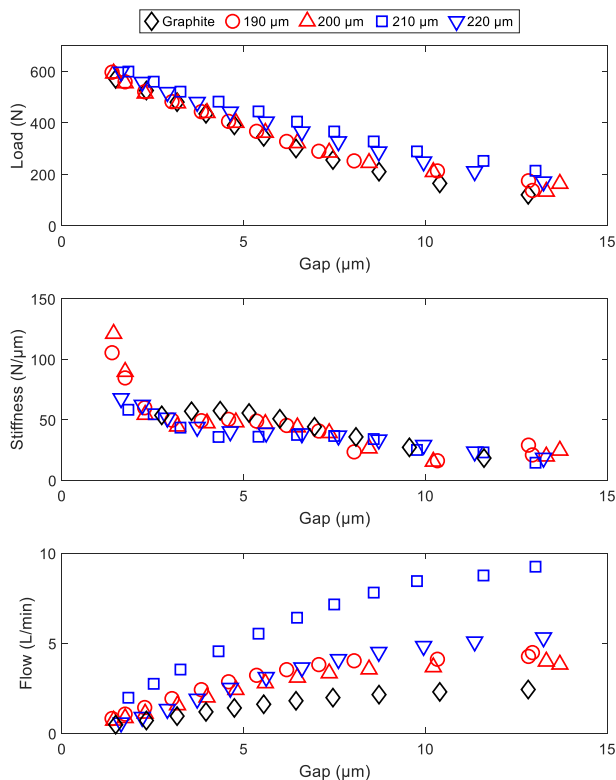 Graphite 190 μm 200 μm 210 μm 220 μm
600
400
200
0
Load (N)
0 5 10 15
Gap (μm)
150
100
50
0
Stiffness (N/μm)
0 5 10 15
Gap (μm)
10
5
0
Flow (L/min)
0 5 10 15
Gap (μm)